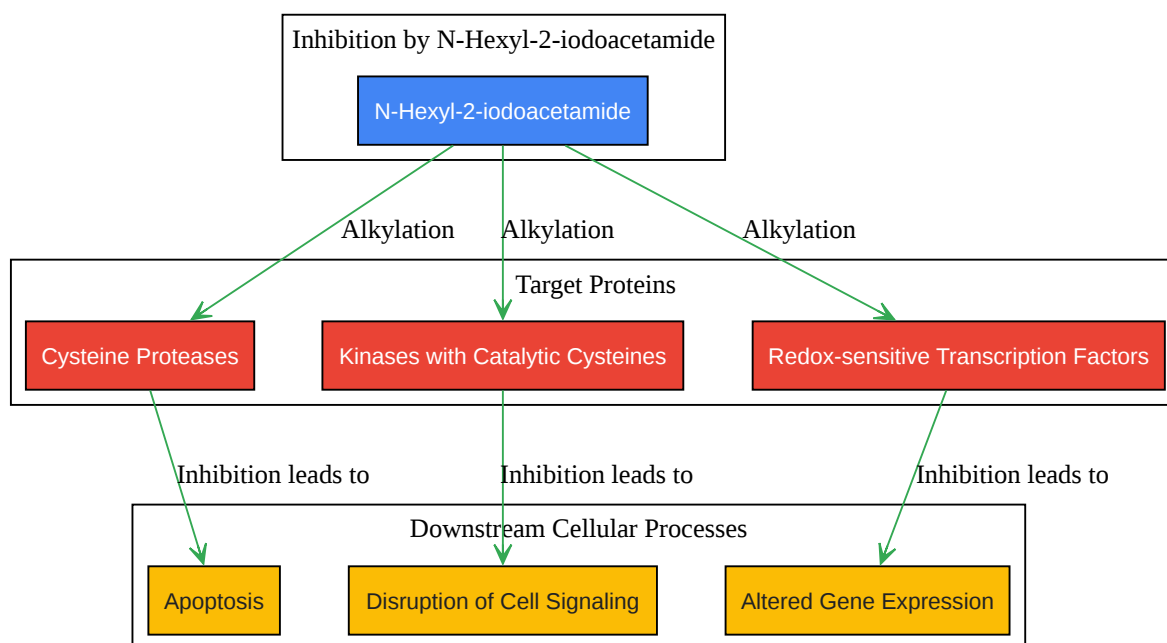 Inhibition by N-Hexyl-2-iodoacetamide
N-Hexyl-2-iodoacetamide
Alkylation
Alkylation
Alkylation
Target Proteins
Cysteine Proteases
Kinases with Catalytic Cysteines
Redox-sensitive Transcription Factors
Inhibition leads to
Inhibition leads to
Inhibition leads to
Downstream Cellular Processes
Apoptosis
Disruption of Cell Signaling
Altered Gene Expression